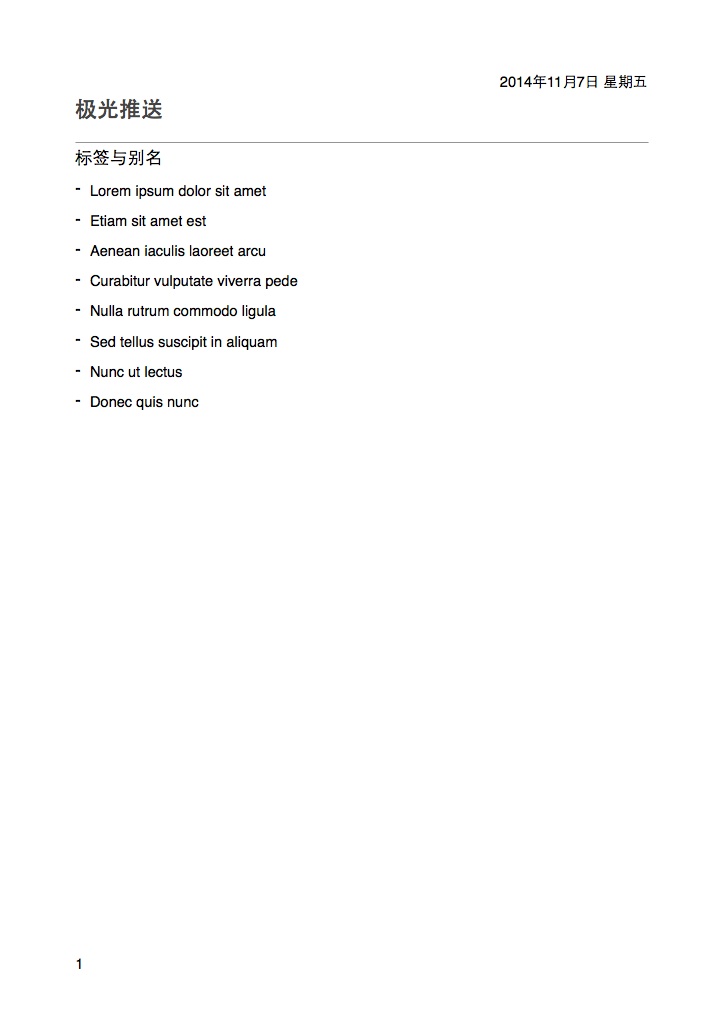 2014年11月7日 星期五
极光推送
标签与别名
- Lorem ipsum dolor sit amet
- Etiam sit amet est
- Aenean iaculis laoreet arcu
- Curabitur vulputate viverra pede
- Nulla rutrum commodo ligula
- Sed tellus suscipit in aliquam
- Nunc ut lectus
- Donec quis nunc
1